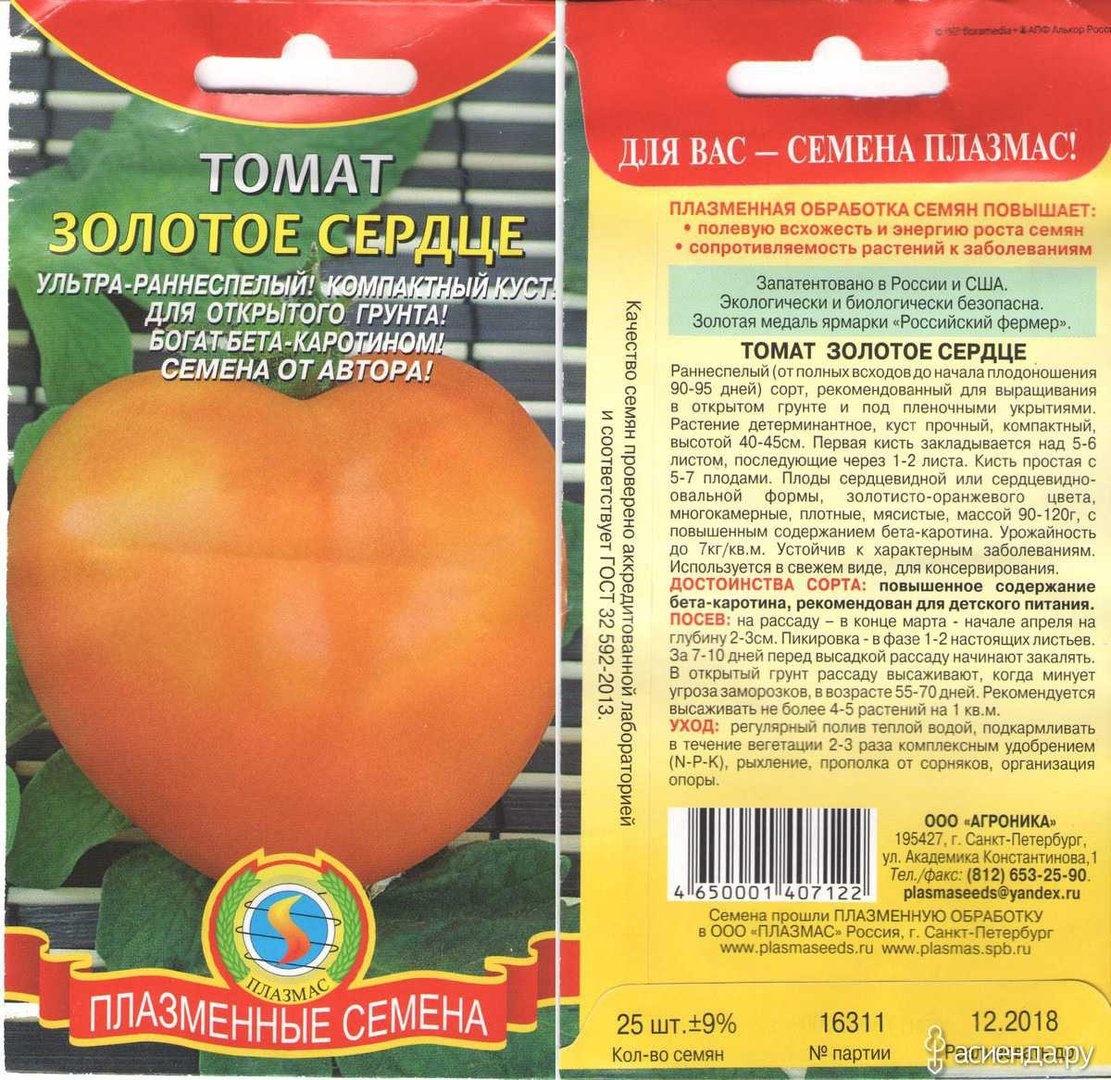 ТОМАТ
ЗОЛОТОЕ СЕРДЦЕ
УЛЬТРА-РАННЕСПЕЛЫЙ! КОМПАКТНЫЙ КУСТ!
ДЛЯ ОТКРЫТОГО ГРУНТА!
БОГАТ БЕТА-КАРОТИНОМ!
СЕМЕНА ОТ АВТОРА!
ПЛАЗМАС
ПЛАЗМЕННЫЕ СЕМЕНА
АПФ Алькор
ДЛЯ ВАС – СЕМЕНА ПЛАЗМАС!
ПЛАЗМЕННАЯ ОБРАБОТКА СЕМЯН ПОВЫШАЕТ:
• полевую всхожесть и энергию роста семян
• сопротивляемость растений к заболеваниям
Запатентовано в России и США.
Экологически и биологически безопасна.
Золотая медаль ярмарки «Российский фермер».
ТОМАТ ЗОЛОТОЕ СЕРДЦЕ
Раннеспелый (от полных всходов до начала плодоношения
90-95 дней) сорт, рекомендованный для выращивания
в открытом грунте и под пленочными укрытиями.
Растение детерминантное, куст прочный, компактный,
высотой 40-45см. Первая кисть закладывается над 5-6
листом, последующие через 1-2 листа. Кисть простая с
5-7 плодами. Плоды сердцевидной или сердцевидно-
овальной формы, золотисто-оранжевого цвета,
многокамерные, плотные, мясистые, массой 90-120г, с
повышенным содержанием бета-каротина. Урожайность
до 7кг/кв.м. Устойчив к характерным заболеваниям.
Используется в свежем виде, для консервирования.
ДОСТОИНСТВА СОРТА: повышенное содержание
бета-каротина, рекомендован для детского питания.
ПОСЕВ: на рассаду – в конце марта - начале апреля на
глубину 2-3см. Пикировка - в фазе 1-2 настоящих листьев.
За 7-10 дней перед высадкой рассаду начинают закалять.
В открытый грунт рассаду высаживают, когда минует
угроза заморозков, в возрасте 55-70 дней. Рекомендуется
высаживать не более 4-5 растений на 1 кв.м.
УХОД: регулярный полив теплой водой, подкармливать
в течение вегетации 2-3 раза комплексным удобрением
(N-P-K), рыхление, прополка от сорняков, организация
опоры.
Качество семян проверено аккредитованной лабораторией
и соответствует ГОСТ 32 592-2013.
4 650001 407122
ООО «АГРОНИКА»
195427, г. Санкт-Петербург,
ул. Академика Константинова,1
Тел./факс: (812) 653-25-90.
plasmaseeds@yandex.ru
Семена прошли ПЛАЗМЕННУЮ ОБРАБОТКУ
в ООО «ПЛАЗМАС» Россия, г. Санкт-Петербург
www.plasmaseeds.ru www.plasmas.spb.ru
25 шт.±9% 16311 12.2018
Кол-во семян № партии
асиенда.ру